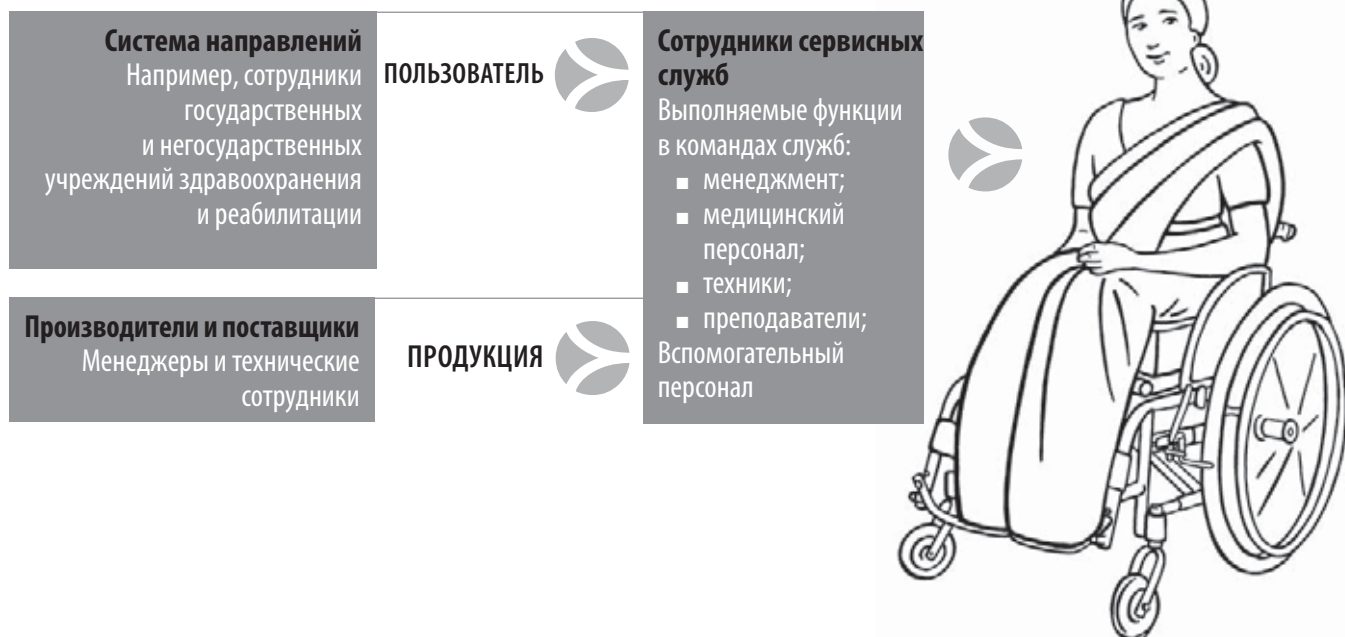 Система направлений
Например, сотрудники
государственных
и негосударственных
учреждений здравоохранения
и реабилитации
ПОЛЬЗОВАТЕЛЬ
Производители и поставщики
Менеджеры и технические
сотрудники
ПРОДУКЦИЯ
Сотрудники сервисных
служб
Выполняемые функции
в командах служб:
■ менеджмент;
■ медицинский
персонал;
■ техники;
■ преподаватели;
Вспомогательный
персонал